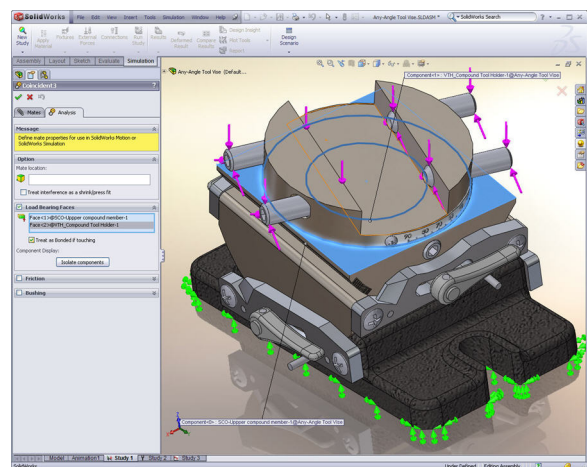 SolidWorks File Edit View Insert Tools Simulation Window Help Any-Angle Tool Vise.SLDASM * SolidWorks Search
New Study Apply Material Fixtures External Forces Connections Run Results Deformed Result Compare Results Design Insight Plot Tools Report Design Scenario
Assembly Layout Sketch Evaluate Simulation
Any-Angle Tool Vise (Default...
Component<1> : VTH_Compound Tool Holder-1@Any-Angle Tool Vise
Coincident1 ?
Mates Analysis
Message
Define mate properties for use in SolidWorks Motion or
SolidWorks Simulation
Option
Mate location:
Treat interference as a shrink/press fit
Load Bearing Faces
Face<1>@SCO-Uppper compound member-1
Face<2>@VTH_Compound Tool Holder-1
Treat as Bonded if touching
Component Display:
Isolate components
Friction
Bushing
Component<0> : SCO-Uppper compound member-1@Any-Angle Tool Vise
Model Animation1 Study 1 Study 2 Study 3
SolidWorks Under Defined Editing Assembly